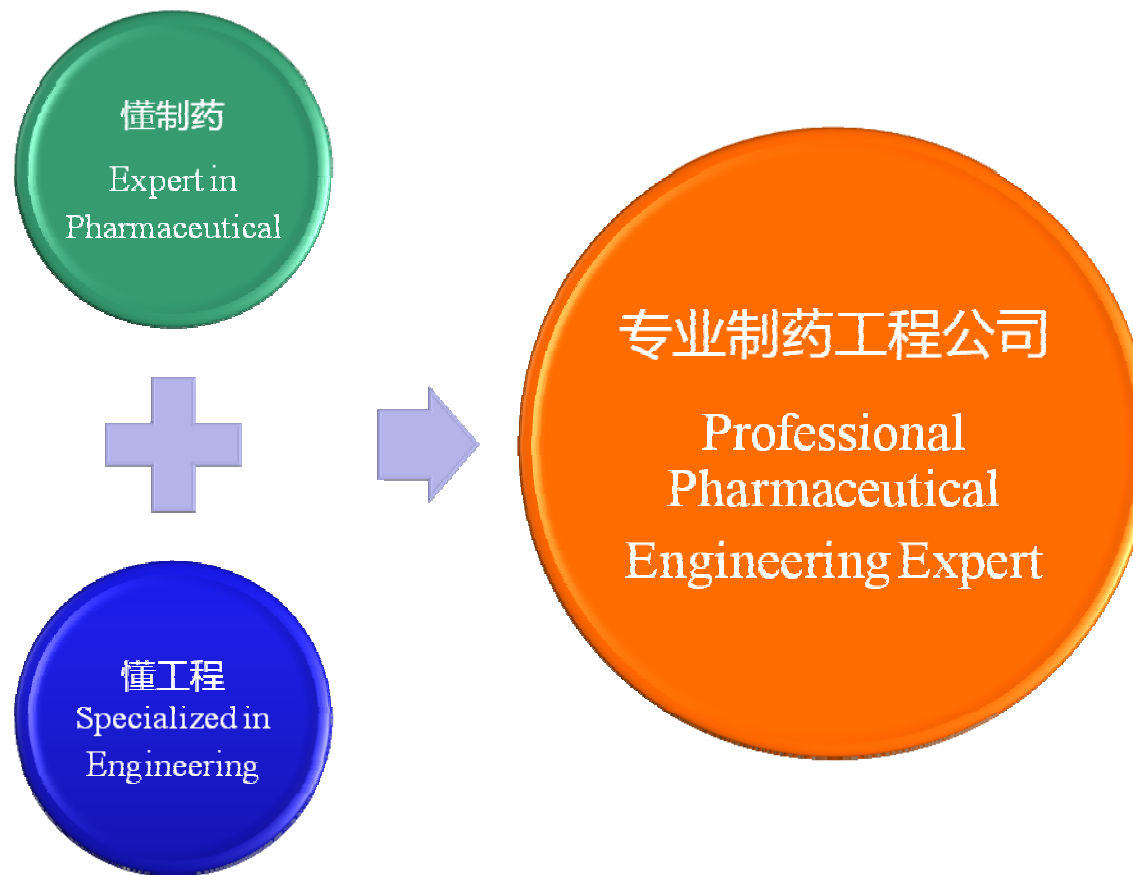 懂制药
Expert in
Pharmaceutical
懂工程
Specialized in
Engineering
专业制药工程公司
Professional
Pharmaceutical
Engineering Expert